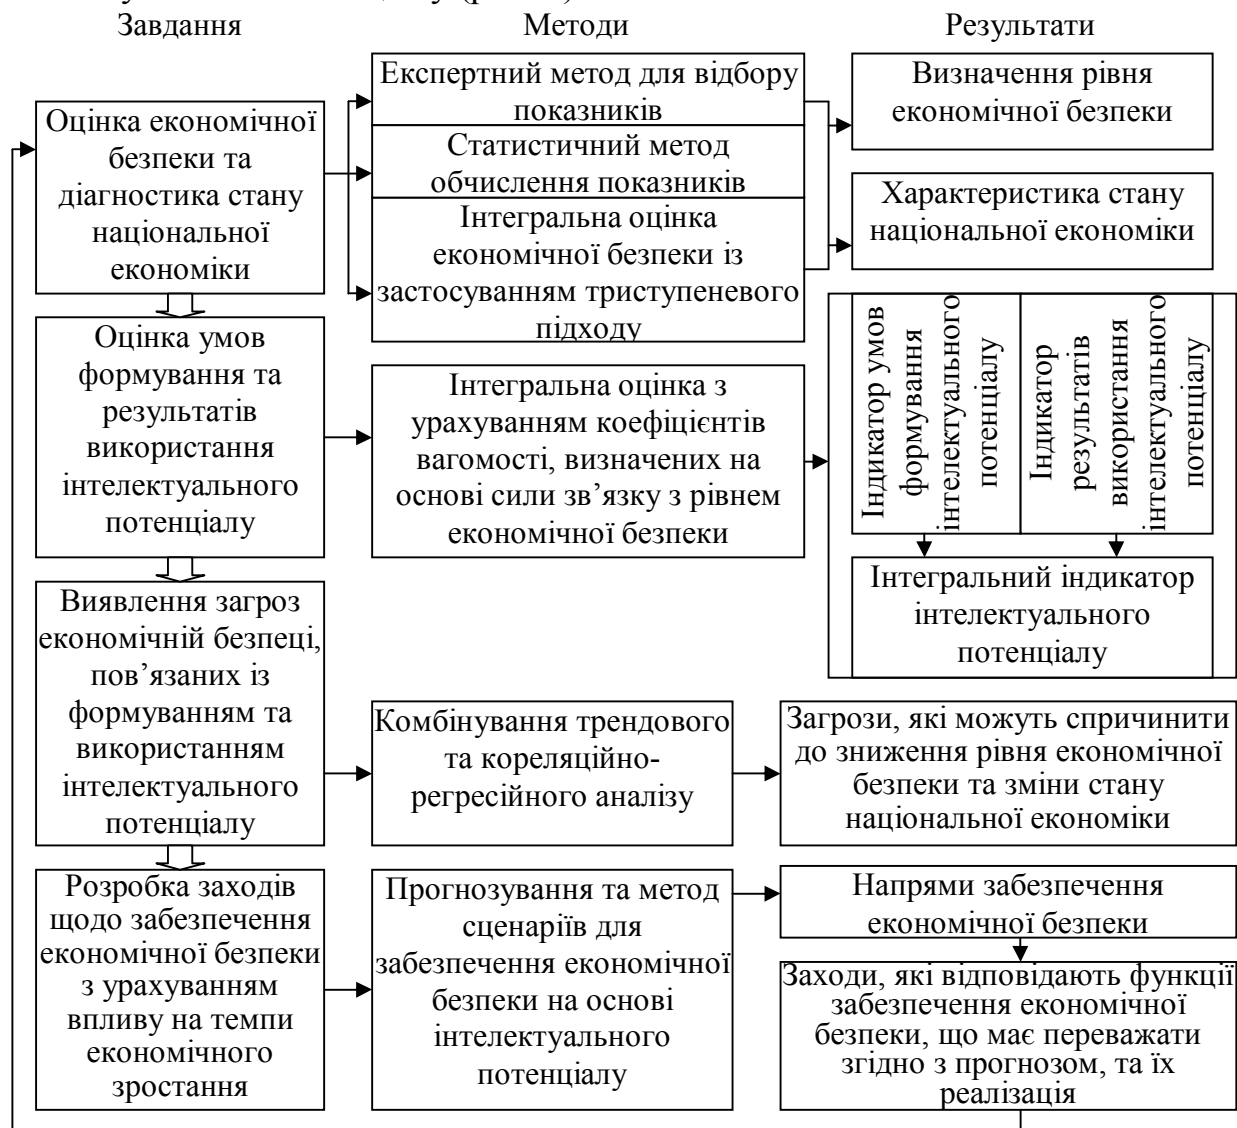 Завдання
Методи
Результати
Оцінка економічної
безпеки та
діагностика стану
національної
економіки
Експертний метод для відбору
показників
Статистичний метод
обчислення показників
Інтегральна оцінка
економічної безпеки із
застосуванням триступеневого
підходу
Визначення рівня
економічної безпеки
Характеристика стану
національної економіки
Оцінка умов
формування та
результатів
використання
інтелектуального
потенціалу
Інтегральна оцінка з
урахуванням коефіцієнтів
вагомості, визначених на
основі сили зв’язку з рівнем
економічної безпеки
Індикатор умов
формування
інтелектуального
потенціалу
Індикатор
результатів
використання
інтелектуального
потенціалу
Інтегральний індикатор
інтелектуального
потенціалу
Виявлення загроз
економічній безпеці,
пов’язаних із
формуванням та
використанням
інтелектуального
потенціалу
Комбінування трендового
та кореляційно-
регресійного аналізу
Загрози, які можуть спричинити
до зниження рівня економічної
безпеки та зміни стану
національної економіки
Розробка заходів
щодо забезпечення
економічної безпеки
з урахуванням
впливу на темпи
економічного
зростання
Прогнозування та метод
сценаріїв для
забезпечення економічної
безпеки на основі
інтелектуального
потенціалу
Напрями забезпечення
економічної безпеки
Заходи, які відповідають функції
забезпечення економічної
безпеки, що має переважати
згідно з прогнозом, та їх
реалізація